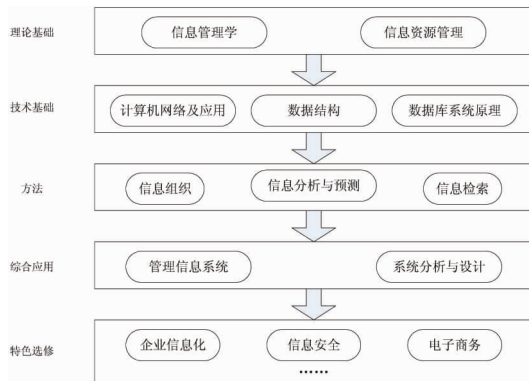 理论基础 信息管理学 信息资源管理
技术基础 计算机网络及应用 数据结构 数据库系统原理
方法 信息组织 信息分析与预测 信息检索
综合应用 管理信息系统 系统分析与设计
特色选修 企业信息化 信息安全 电子商务
……